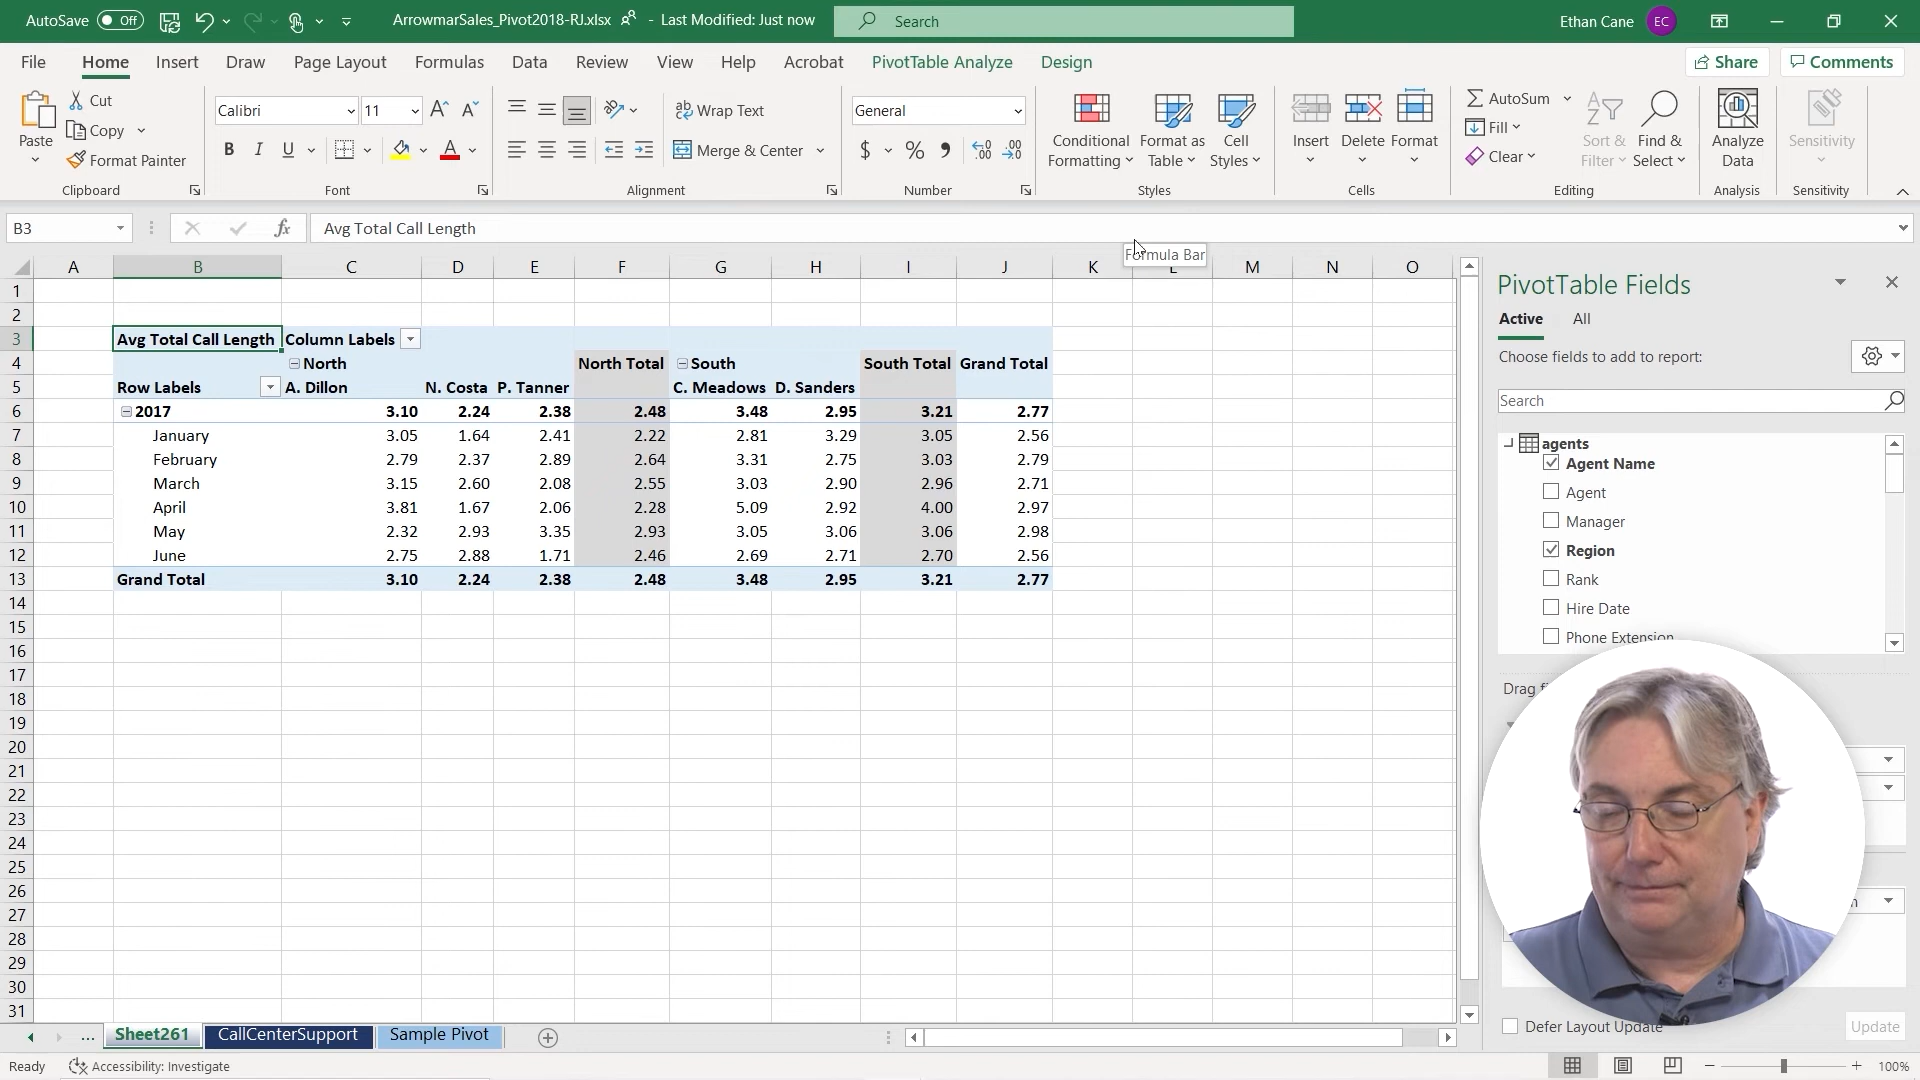 AutoSave Off ArrowmarSales_Pivot2018-RJ.xlsx - Last Modified: Just now Search Ethan Cane EC
File Home Insert Draw Page Layout Formulas Data Review View Help Acrobat PivotTable Analyze Design Share Comments
Paste Cut Copy Format Painter Clipboard
Calibri 11 B I U A Font
Wrap Text Merge & Center Alignment
General $ % Number
Conditional Formatting Format as Table Cell Styles Styles
Insert Delete Format Cells
AutoSum Fill Clear Sort & Filter Find & Select Editing
Analyze Data Analysis
Sensitivity Sensitivity
B3 fx Avg Total Call Length
Formula Bar
A B C D E F G H I J K L M N O
1
2
3 Avg Total Call Length Column Labels
4 North North Total South South Total Grand Total
5 Row Labels A. Dillon N. Costa P. Tanner C. Meadows D. Sanders
6 2017 3.10 2.24 2.38 2.48 3.48 2.95 3.21 2.77
7 January 3.05 1.64 2.41 2.22 2.81 3.29 3.05 2.56
8 February 2.79 2.37 2.89 2.64 3.31 2.75 3.03 2.79
9 March 3.15 2.60 2.08 2.55 3.03 2.90 2.96 2.71
10 April 3.81 1.67 2.06 2.28 5.09 2.92 4.00 2.97
11 May 2.32 2.93 3.35 2.93 3.05 3.06 3.06 2.98
12 June 2.75 2.88 1.71 2.46 2.69 2.71 2.70 2.56
13 Grand Total 3.10 2.24 2.38 2.48 3.48 2.95 3.21 2.77
14
15
16
17
18
19
20
21
22
23
24
25
26
27
28
29
30
31
PivotTable Fields
Active All
Choose fields to add to report:
Search
agents
Agent Name
Agent
Manager
Region
Rank
Hire Date
Phone Extension
Drag
Defer Layout Update Update
... Sheet261 CallCenterSupport Sample Pivot
Ready Accessibility: Investigate 100%